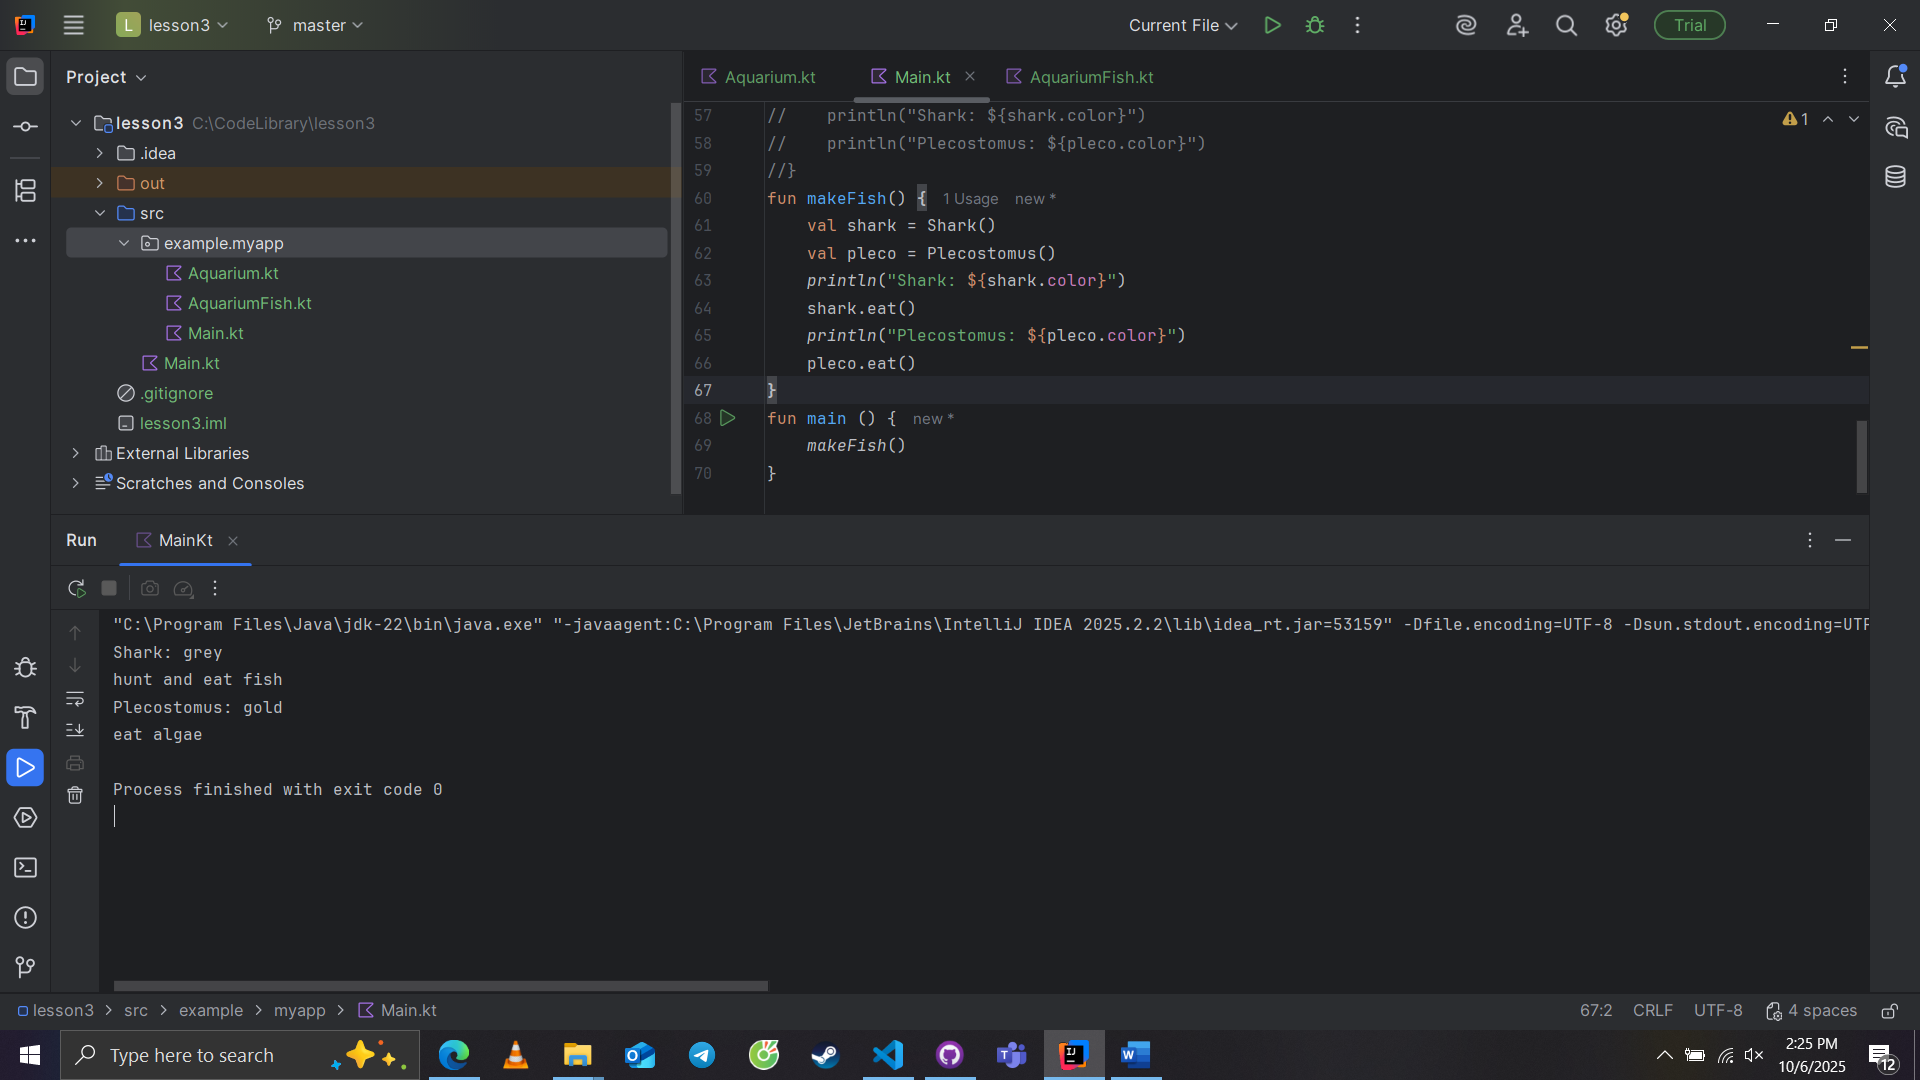 L lesson3 master Current File Trial
Project
Aquarium.kt Main.kt AquariumFish.kt
lesson3 C:\CodeLibrary\lesson3
.idea
out
src
example.myapp
Aquarium.kt
AquariumFish.kt
Main.kt
Main.kt
.gitignore
lesson3.iml
External Libraries
Scratches and Consoles
1
57 // println("Shark: ${shark.color}")
58 // println("Plecostomus: ${pleco.color}")
59 //}
60 fun makeFish() { 1 Usage new *
61 val shark = Shark()
62 val pleco = Plecostomus()
63 println("Shark: ${shark.color}")
64 shark.eat()
65 println("Plecostomus: ${pleco.color}")
66 pleco.eat()
67 }
68 fun main () { new *
69 makeFish()
70 }
Run MainKt
"C:\Program Files\Java\jdk-22\bin\java.exe" "-javaagent:C:\Program Files\JetBrains\IntelliJ IDEA 2025.2.2\lib\idea_rt.jar=53159" -Dfile.encoding=UTF-8 -Dsun.stdout.encoding=UTF
Shark: grey
hunt and eat fish
Plecostomus: gold
eat algae
Process finished with exit code 0
lesson3 > src > example > myapp > Main.kt 67:2 CRLF UTF-8 4 spaces
Type here to search
2:25 PM
10/6/2025
12